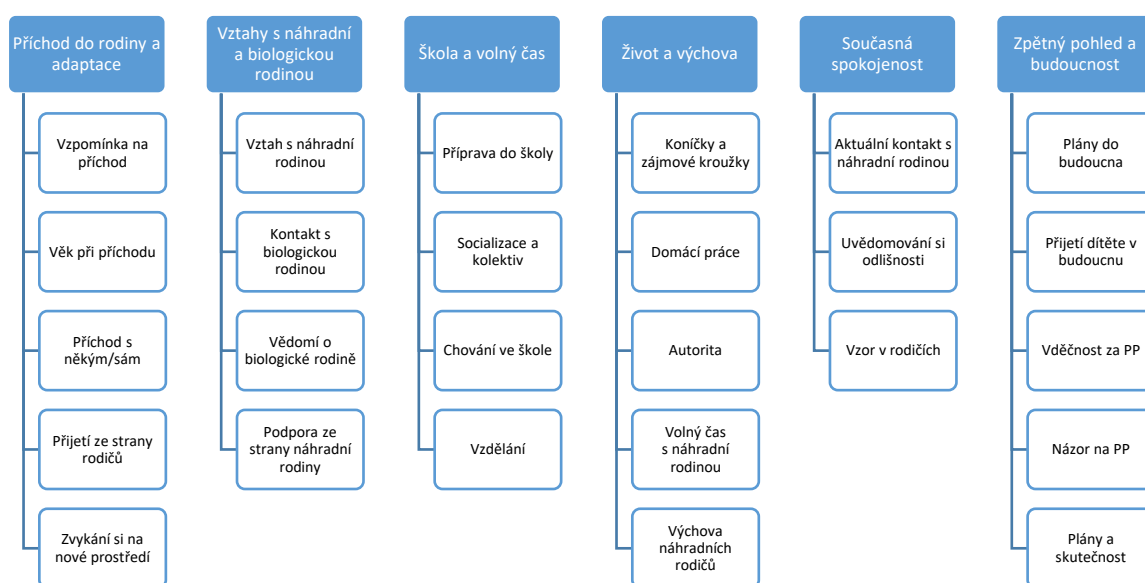 Příchod do rodiny a
adaptace
Vzpomínka na
příchod
Věk při příchodu
Příchod s
někým/sám
Přijetí ze strany
rodičů
Zvykání si na
nové prostředí
Vztahy s náhradní
a biologickou
rodinou
Vztah s náhradní
rodinou
Kontakt s
biologickou
rodinou
Vědomí o
biologické rodině
Podpora ze
strany náhradní
rodiny
Škola a volný čas
Příprava do školy
Socializace a
kolektiv
Chování ve škole
Vzdělání
Život a výchova
Koníčky a
zájmové kroužky
Domácí práce
Autorita
Volný čas
s náhradní
rodinou
Výchova
náhradních
rodičů
Současná
spokojenost
Aktuální kontakt s
náhradní rodinou
Uvědomování si
odlišnosti
Vzor v rodičích
Zpětný pohled a
budoucnost
Plány do
budoucna
Přijetí dítěte v
budoucnu
Vděčnost za PP
Názor na PP
Plány a
skutečnost